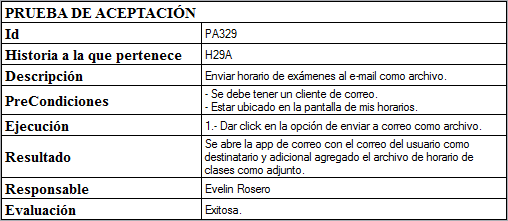 PRUEBA DE ACEPTACIÓN
Id PA329
Historia a la que pertenece H29A
Descripción Enviar horario de exámenes al e-mail como archivo.
PreCondiciones - Se debe tener un cliente de correo.
- Estar ubicado en la pantalla de mis horarios.
Ejecución 1.- Dar click en la opción de enviar a correo como archivo.
Resultado Se abre la app de correo con el correo del usuario como
destinatario y adicional agregado el archivo de horario de
clases como adjunto.
Responsable Evelin Rosero
Evaluación Exitosa.